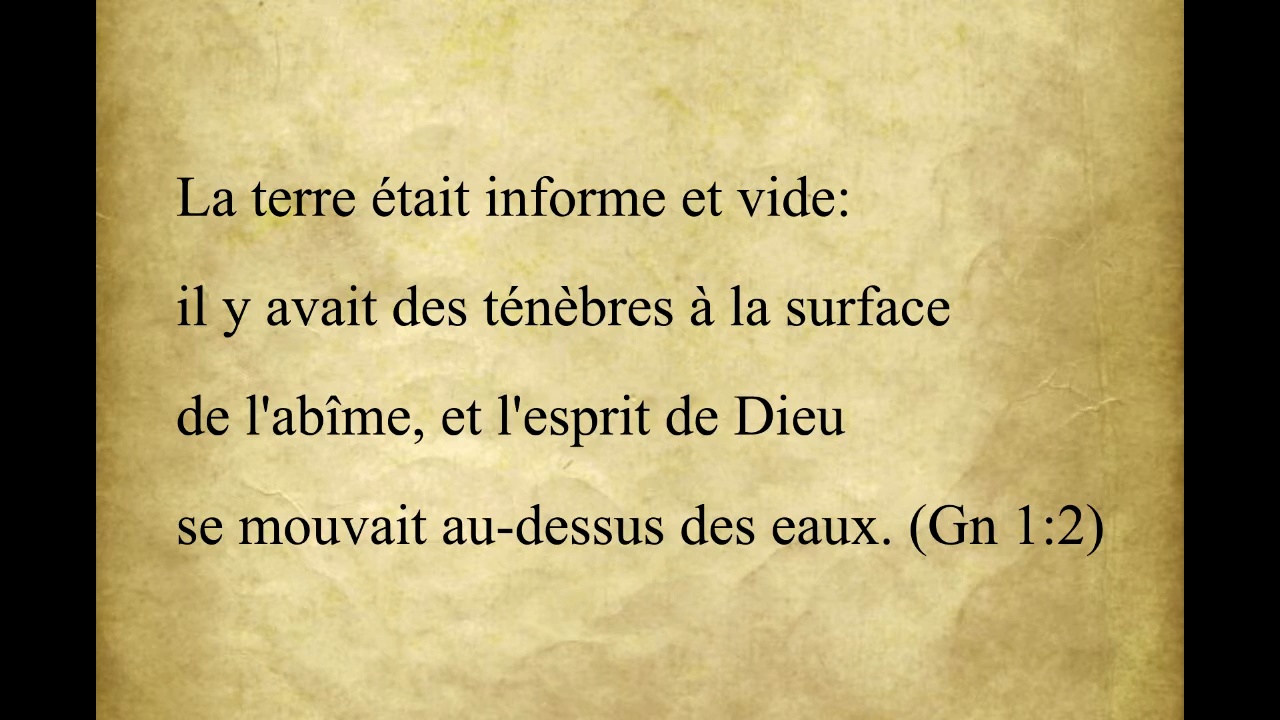 La terre était informe et vide:
il y avait des ténèbres à la surface
de l'abîme, et l'esprit de Dieu
se mouvait au-dessus des eaux. (Gn 1:2)